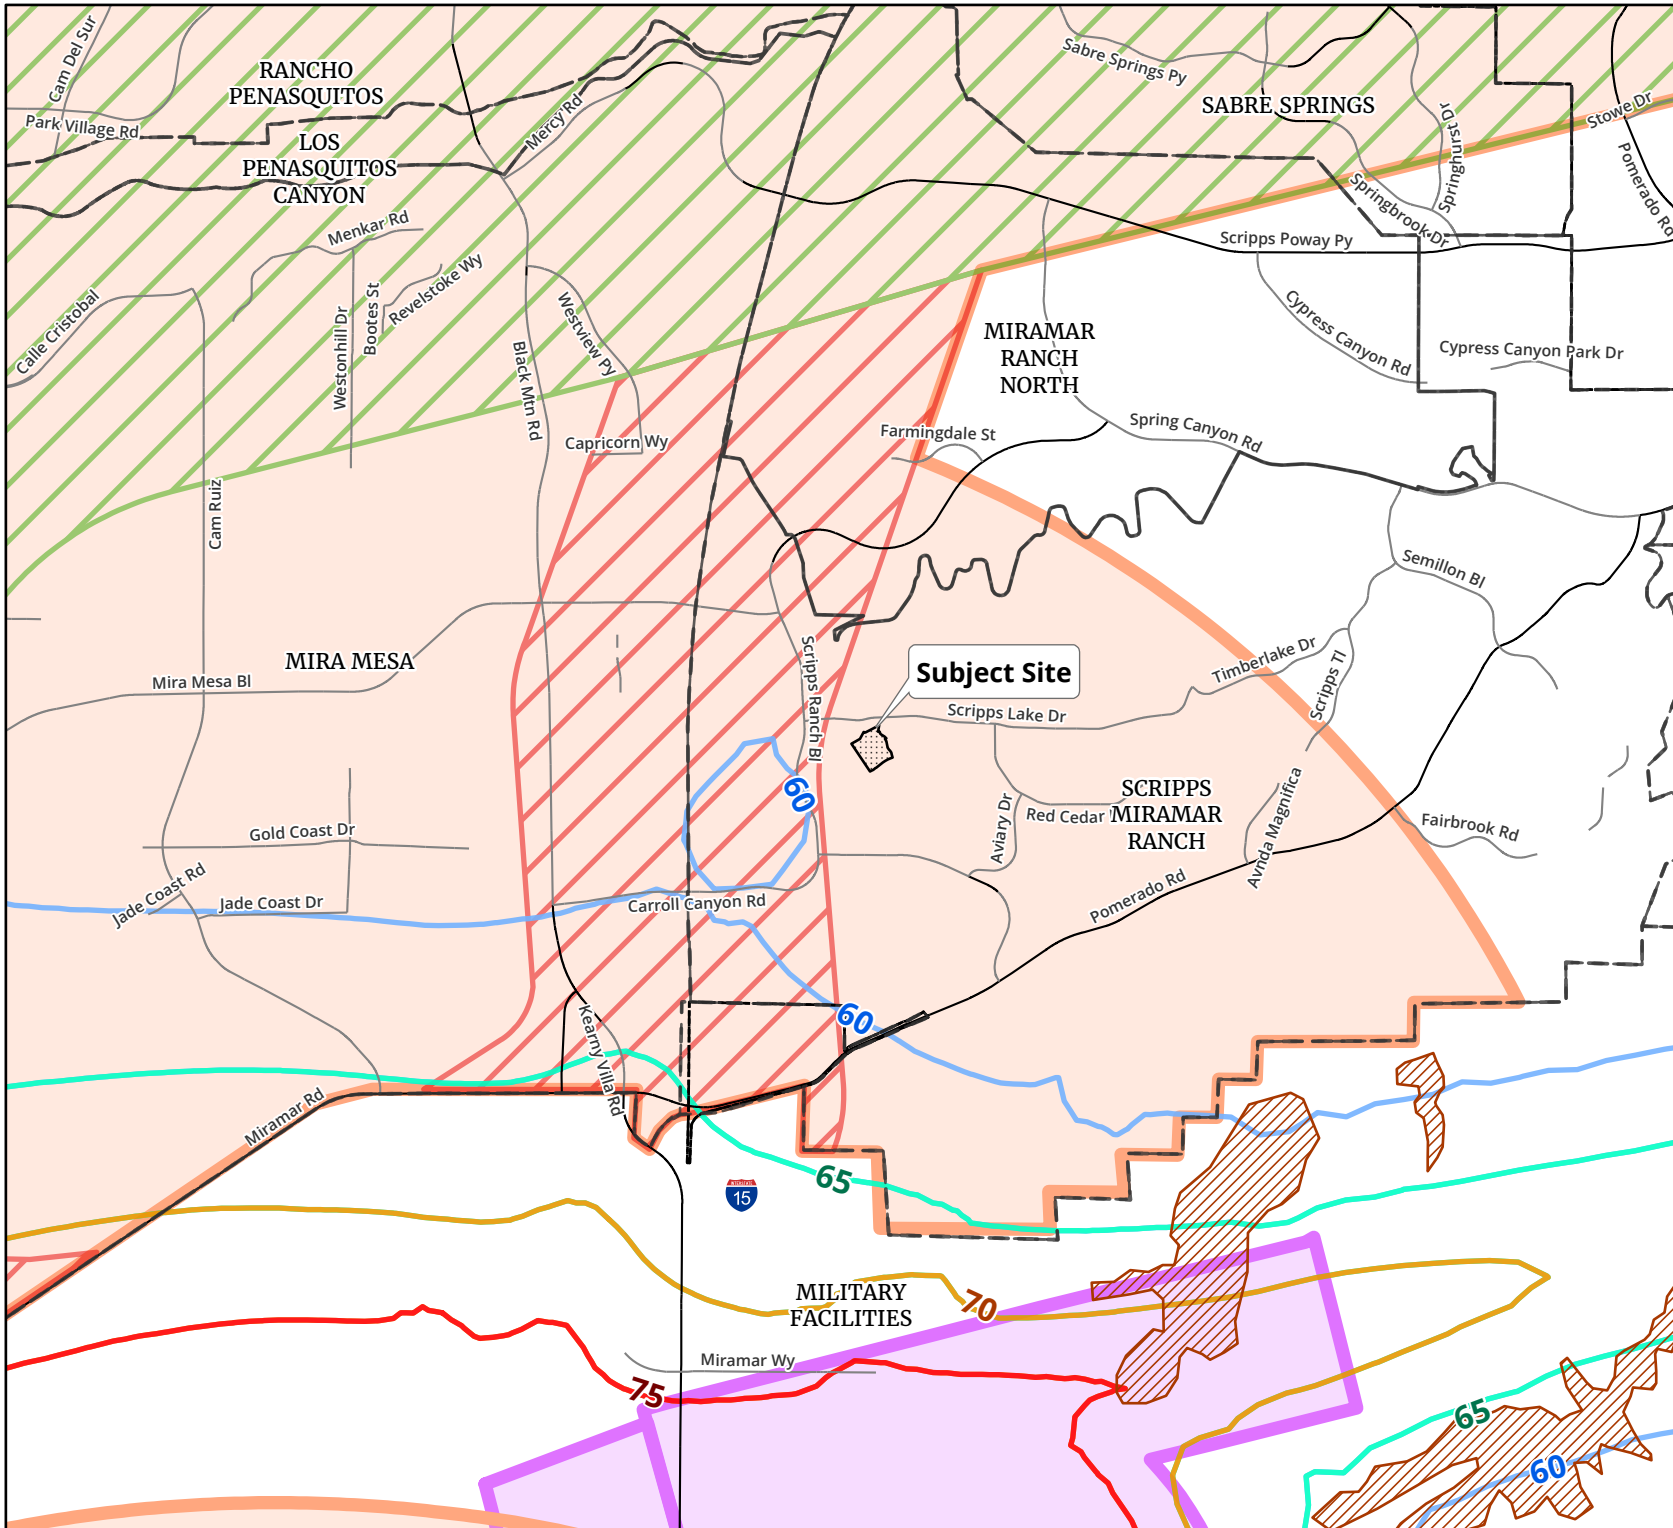 Cam Del Sur
RANCHO
PENASQUITOS
Park Village Rd
LOS
PENASQUITOS
CANYON
Mercy Rd
Sabre Springs Py
SABRE SPRINGS
Stowe Dr
Springhurst Dr
Springbrook Dr
Pomerado Rd
Menkar Rd
Scripps Poway Py
Calle Cristobal
Westonhill Dr
Bootes St
Revelstoke Wy
Black Mtn Rd
Westview Py
Capricorn Wy
MIRAMAR
RANCH
NORTH
Cypress Canyon Rd
Cypress Canyon Park Dr
Farmingdale St
Spring Canyon Rd
Cam Ruiz
Semillon Bl
MIRA MESA
Mira Mesa Bl
Scripps Ranch Bl
Subject Site
Timberlake Dr
Scripps Tl
Scripps Lake Dr
60
SCRIPPS
MIRAMAR
RANCH
Aviary Dr
Red Cedar
Avnda Magnifica
Fairbrook Rd
Gold Coast Dr
Jade Coast Rd
Jade Coast Dr
Carroll Canyon Rd
Pomerado Rd
60
Kearny Villa Rd
Miramar Rd
65
INTERSTATE
15
MILITARY
FACILITIES
70
Miramar Wy
75
65
60